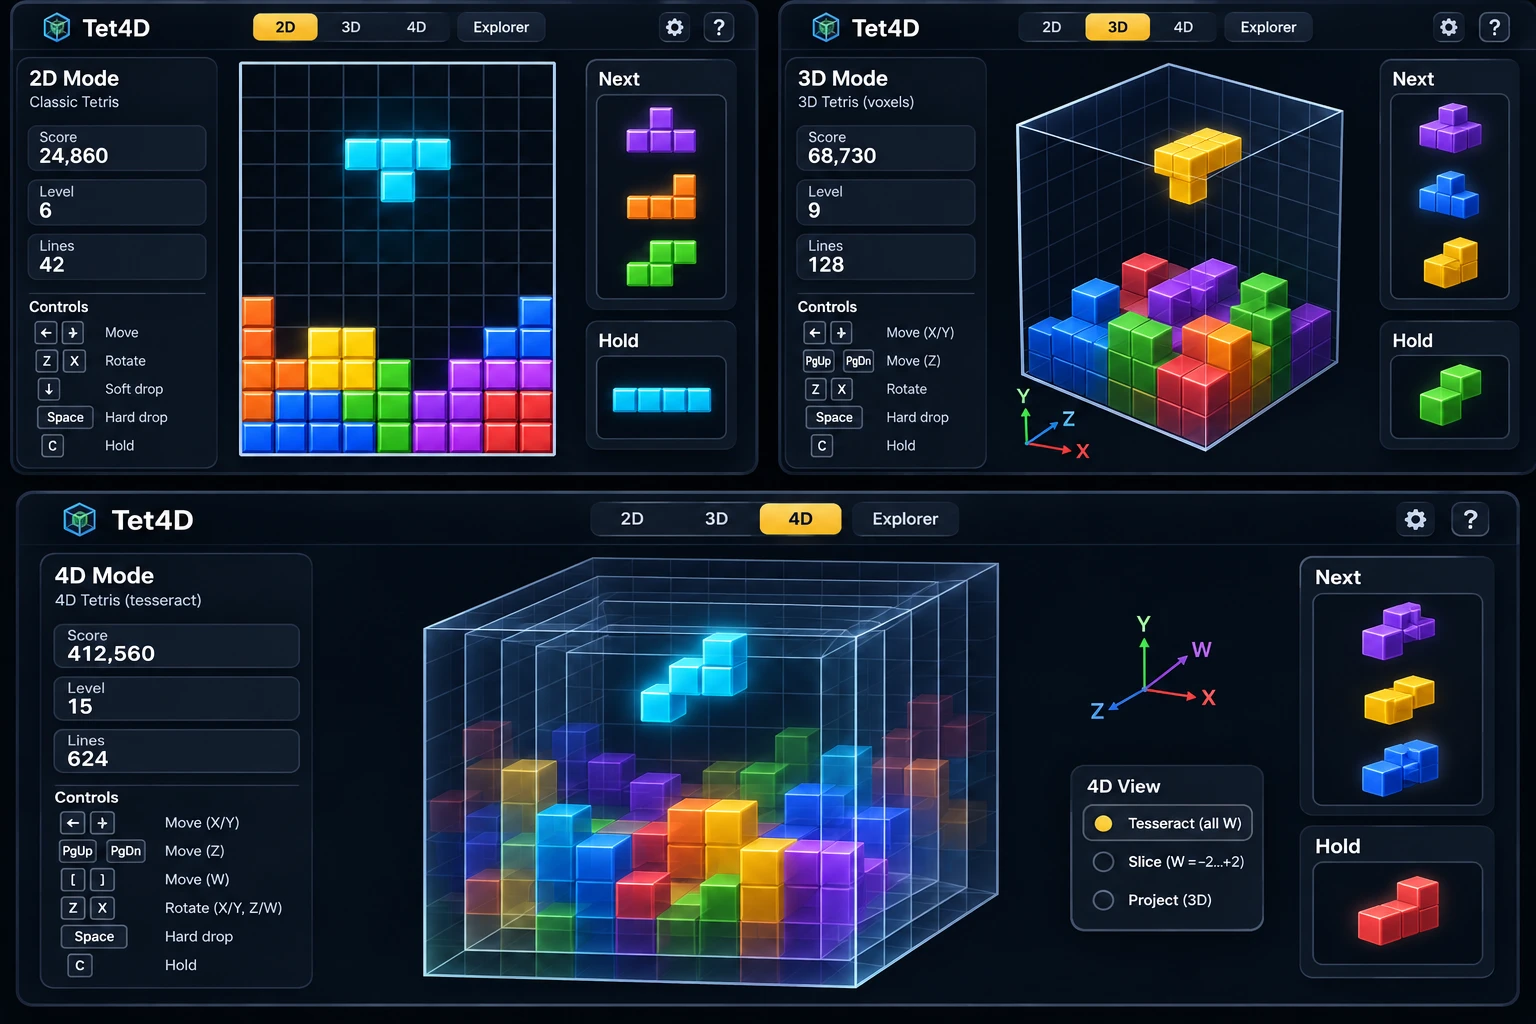 Tet4D
2D
3D
4D
Explorer
?
2D Mode
Classic Tetris
Score
24,860
Level
6
Lines
42
Controls
Move
Z X Rotate
Soft drop
Space Hard drop
C Hold
Next
Hold
Tet4D
2D
3D
4D
Explorer
?
3D Mode
3D Tetris (voxels)
Score
68,730
Level
9
Lines
128
Controls
Move (X/Y)
PgUp PgDn Move (Z)
Z X Rotate
Space Hard drop
C Hold
Y
Z
X
Next
Hold
Tet4D
2D
3D
4D
Explorer
?
4D Mode
4D Tetris (tesseract)
Score
412,560
Level
15
Lines
624
Controls
Move (X/Y)
PgUp PgDn Move (Z)
[ ] Move (W)
Z X Rotate (X/Y, Z/W)
Space Hard drop
C Hold
Y
W
X
Z
4D View
Tesseract (all W)
Slice (W=−2...+2)
Project (3D)
Next
Hold